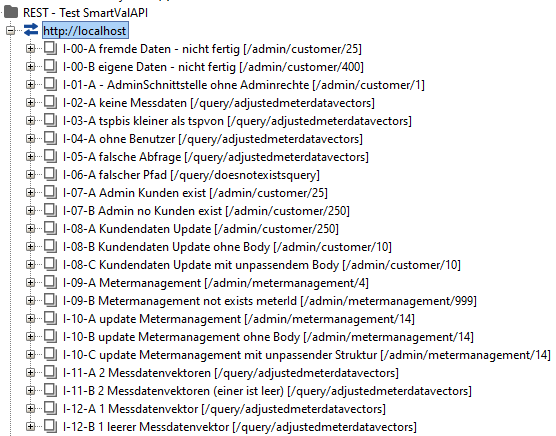 REST - Test SmartValAPI
http://localhost
I-00-A fremde Daten - nicht fertig [/admin/customer/25]
I-00-B eigene Daten - nicht fertig [/admin/customer/400]
I-01-A - AdminSchnittstelle ohne Adminrechte [/admin/customer/1]
I-02-A keine Messdaten [/query/adjustedmeterdatavectors]
I-03-A tspbis kleiner als tspvon [/query/adjustedmeterdatavectors]
I-04-A ohne Benutzer [/query/adjustedmeterdatavectors]
I-05-A falsche Abfrage [/query/adjustedmeterdatavectors]
I-06-A falscher Pfad [/query/doesnotexistsquery]
I-07-A Admin Kunden exist [/admin/customer/25]
I-07-B Admin no Kunden exist [/admin/customer/250]
I-08-A Kundendaten Update [/admin/customer/250]
I-08-B Kundendaten Update ohne Body [/admin/customer/10]
I-08-C Kundendaten Update mit unpassendem Body [/admin/customer/10]
I-09-A Metermanagement [/admin/metermanagement/4]
I-09-B Metermanagement not exists meterId [/admin/metermanagement/999]
I-10-A update Metermanagement [/admin/metermanagement/14]
I-10-B update Metermanagement ohne Body [/admin/metermanagement/14]
I-10-C update Metermanagement mit unpassender Struktur [/admin/metermanagement/14]
I-11-A 2 Messdatenvektoren [/query/adjustedmeterdatavectors]
I-11-B 2 Messdatenvektoren (einer ist leer) [/query/adjustedmeterdatavectors]
I-12-A 1 Messdatenvektor [/query/adjustedmeterdatavectors]
I-12-B 1 leerer Messdatenvektor [/query/adjustedmeterdatavectors]